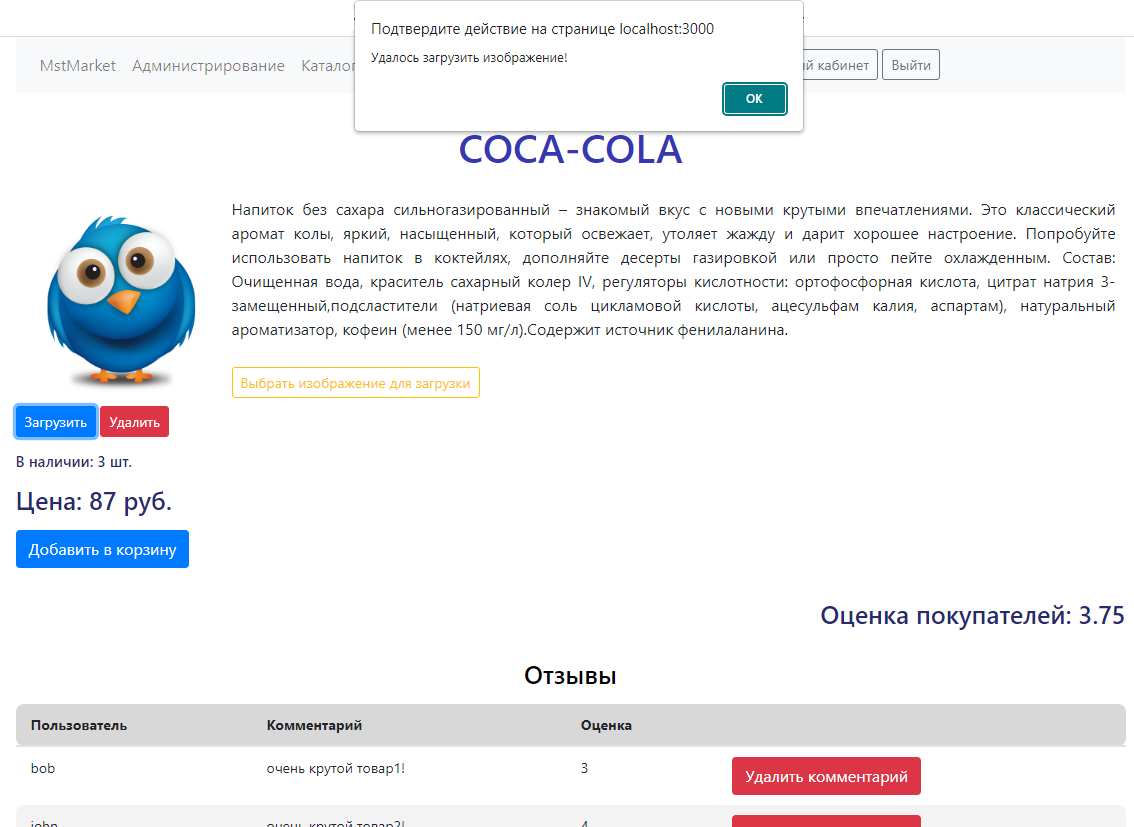 Подтвердите действие на странице localhost:3000
Удалось загрузить изображение!
ОК
MstMarket Администрирование Каталог кабинет Выйти
COCA-COLA
Напиток без сахара сильногазированный – знакомый вкус с новыми крутыми впечатлениями. Это классический
аромат колы, яркий, насыщенный, который освежает, утоляет жажду и дарит хорошее настроение. Попробуйте
использовать напиток в коктейлях, дополняйте десерты газировкой или просто пейте охлажденным. Состав:
Очищенная вода, краситель сахарный колер IV, регуляторы кислотности: ортофосфорная кислота, цитрат натрия 3-
замещенный,подсластители (натриевая соль цикламовой кислоты, ацесульфам калия, аспартам), натуральный
ароматизатор, кофеин (менее 150 мг/л).Содержит источник фенилаланина.
Выбрать изображение для загрузки
Загрузить Удалить
В наличии: 3 шт.
Цена: 87 руб.
Добавить в корзину
Оценка покупателей: 3.75
Отзывы
Пользователь Комментарий Оценка
bob очень крутой товар1! 3 Удалить комментарий
john очень крутой товар2! 4